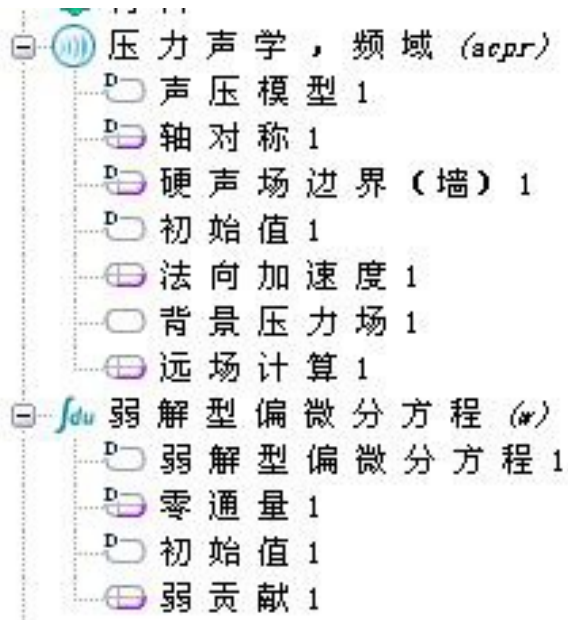 压力声学，频域 (acpr)
声压模型 1
轴对称 1
硬声场边界（墙） 1
初始值 1
法向加速度 1
背景压力场 1
远场计算 1
弱解型偏微分方程 (w)
弱解型偏微分方程 1
零通量 1
初始值 1
弱贡献 1